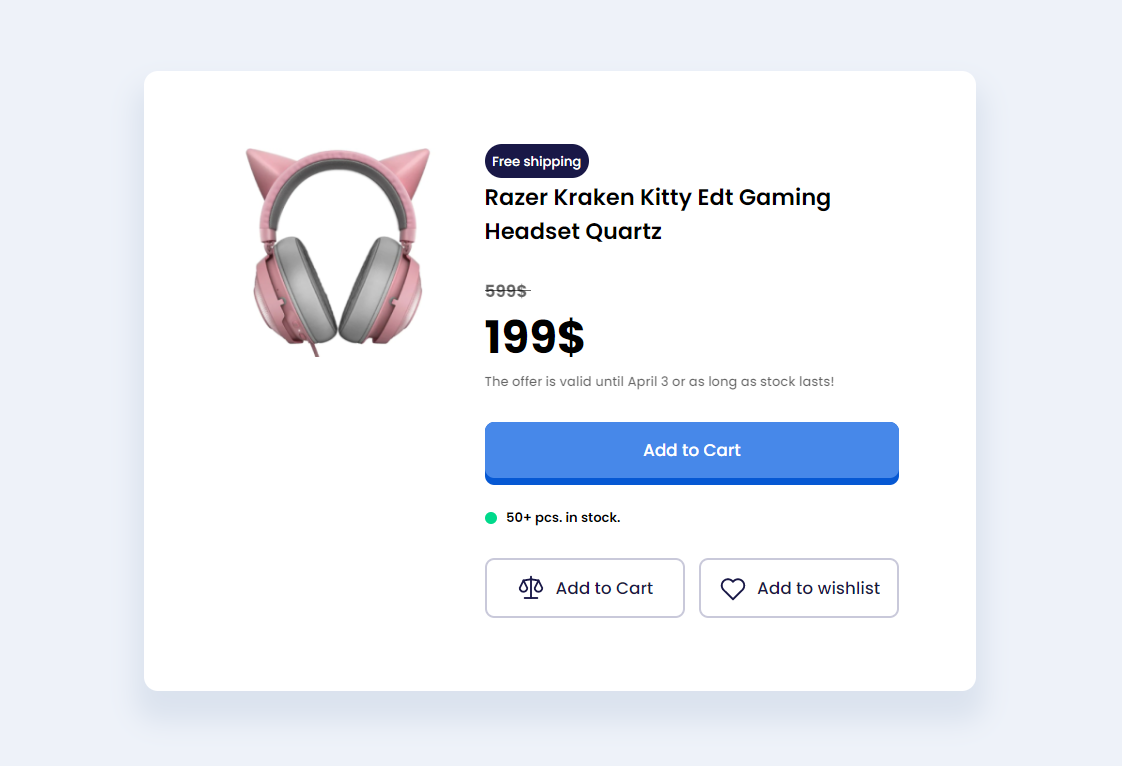 Free shipping
Razer Kraken Kitty Edt Gaming
Headset Quartz
599$
199$
The offer is valid until April 3 or as long as stock lasts!
Add to Cart
50+ pcs. in stock.
Add to Cart
Add to wishlist